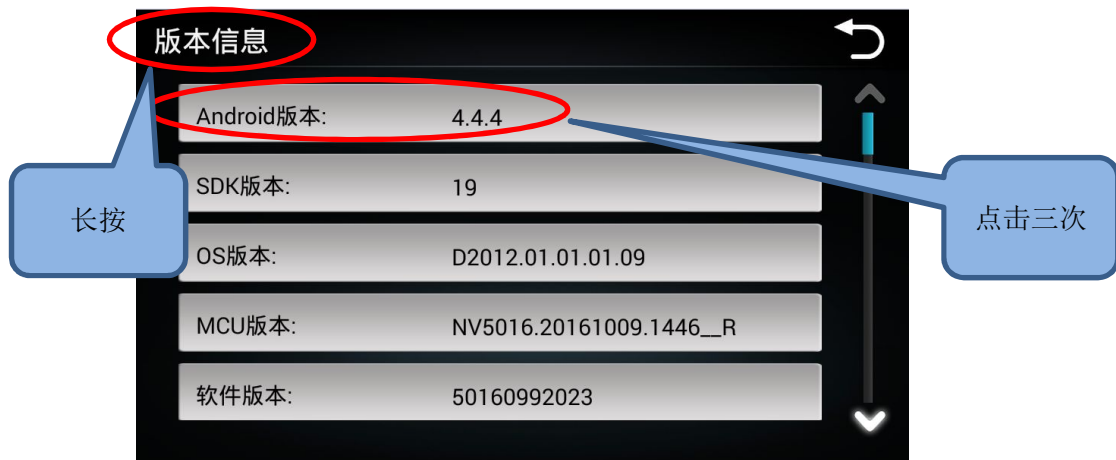 版本信息
Android版本: 4.4.4
SDK版本: 19
长按
点击三次
OS版本: D2012.01.01.01.09
MCU版本: NV5016.20161009.1446__R
软件版本: 50160992023